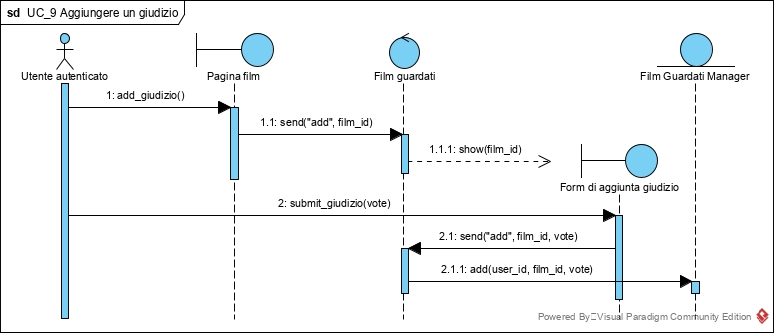 sd UC_9 Aggiungere un giudizio
Utente autenticato
Pagina film
Film guardati
Film Guardati Manager
1: add_giudizio()
1.1: send("add", film_id)
1.1.1: show(film_id)
Form di aggiunta giudizio
2: submit_giudizio(vote)
2.1: send("add", film_id, vote)
2.1.1: add(user_id, film_id, vote)
Powered By Visual Paradigm Community Edition